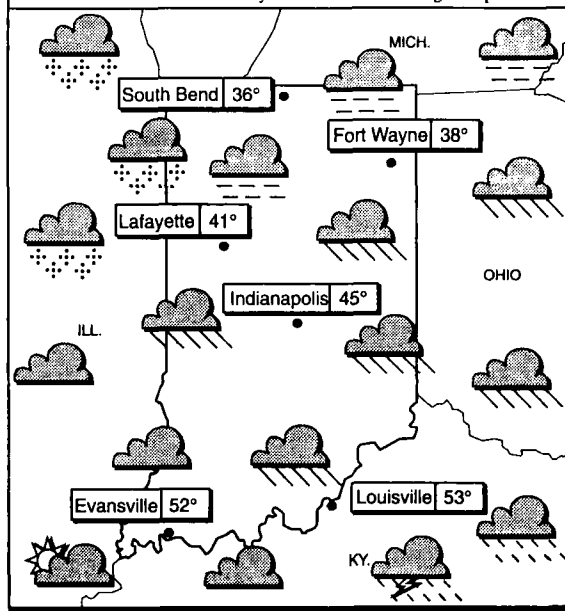 MICH.
South Bend 36°
Fort Wayne 38°
Lafayette 41°
OHIO
Indianapolis 45°
ILL.
Evansville 52°
Louisville 53°
KY.